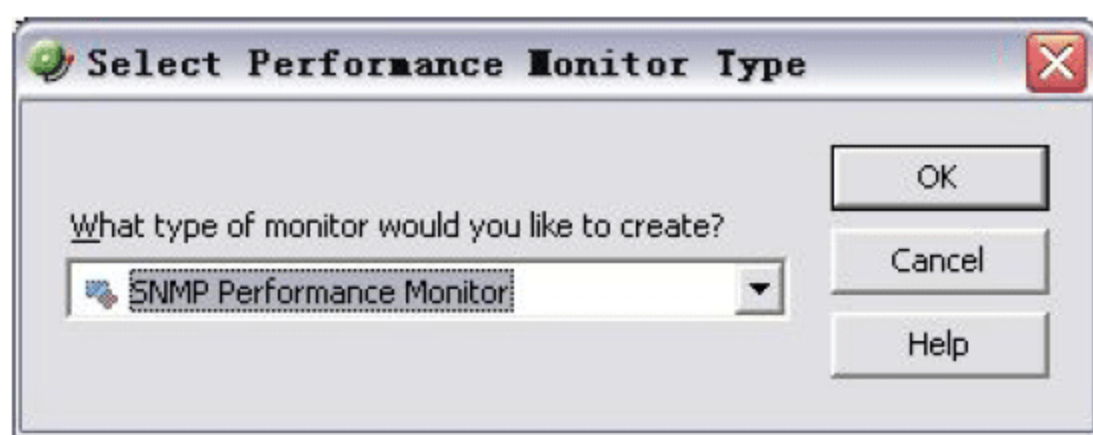 Select Performance Monitor Type
What type of monitor would you like to create?
SNMP Performance Monitor
OK
Cancel
Help